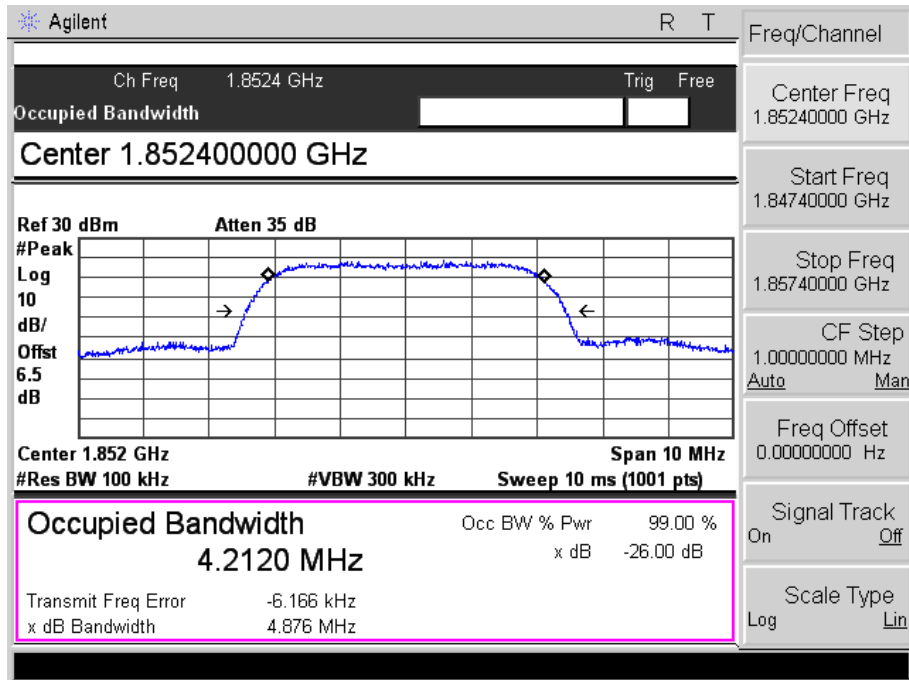 Agilent R T
Ch Freq 1.8524 GHz Trig Free
Occupied Bandwidth
Center 1.852400000 GHz
Ref 30 dBm Atten 35 dB
#Peak
Log
10
dB/
Offst
6.5
dB
Center 1.852 GHz Span 10 MHz
#Res BW 100 kHz #VBW 300 kHz Sweep 10 ms (1001 pts)
Occupied Bandwidth Occ BW % Pwr 99.00 %
4.2120 MHz x dB -26.00 dB
Transmit Freq Error -6.166 kHz
x dB Bandwidth 4.876 MHz
Freq/Channel
Center Freq
1.85240000 GHz
Start Freq
1.84740000 GHz
Stop Freq
1.85740000 GHz
CF Step
1.00000000 MHz
Auto Man
Freq Offset
0.00000000 Hz
Signal Track
On Off
Scale Type
Log Lin